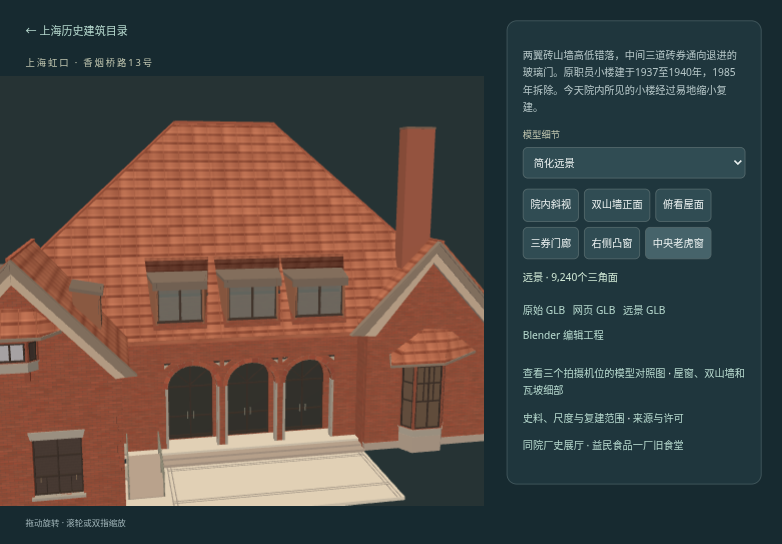 ← 上海历史建筑目录
上海虹口 · 香烟桥路13号
拖动旋转 · 滚轮或双指缩放
两翼砖山墙高低错落，中间三道砖券通向退进的
玻璃门。原职员小楼建于1937至1940年，1985
年拆除。今天院内所见的小楼经过易地缩小复
建。
模型细节
简化远景
院内斜视 双山墙正面 俯看屋面
三券门廊 右侧凸窗 中央老虎窗
远景 · 9,240个三角面
原始 GLB 网页 GLB 远景 GLB
Blender 编辑工程
查看三个拍摄机位的模型对照图 · 屋窗、双山墙和
瓦坡细部
史料、尺度与复建范围 · 来源与许可
同院厂史展厅 · 益民食品一厂旧食堂